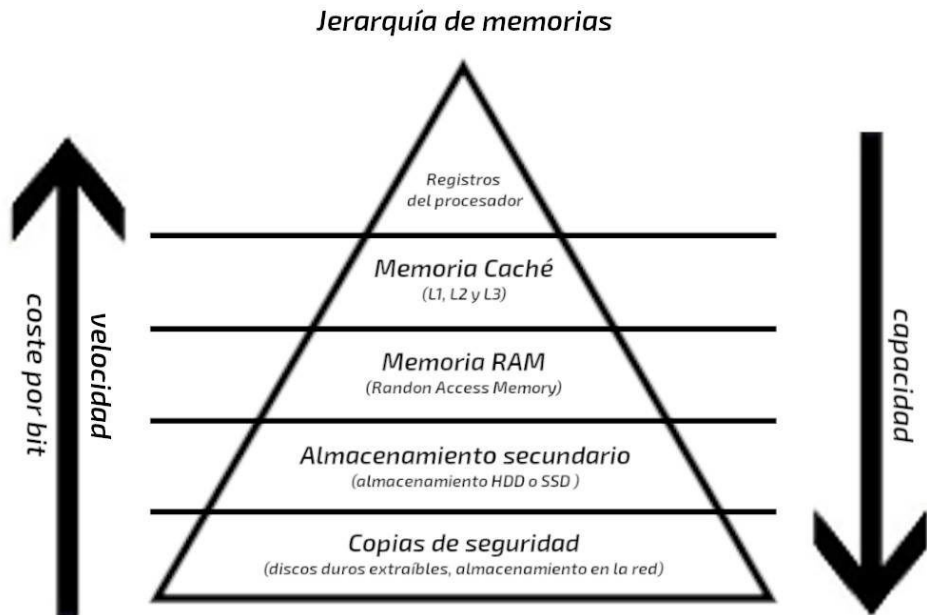 Jerarquía de memorias
Registros
del procesador
Memoria Caché
(L1, L2 y L3)
Memoria RAM
(Randon Access Memory)
Almacenamiento secundario
(almacenamiento HDD o SSD )
Copias de seguridad
(discos duros extraíbles, almacenamiento en la red)
coste por bit
velocidad
capacidad